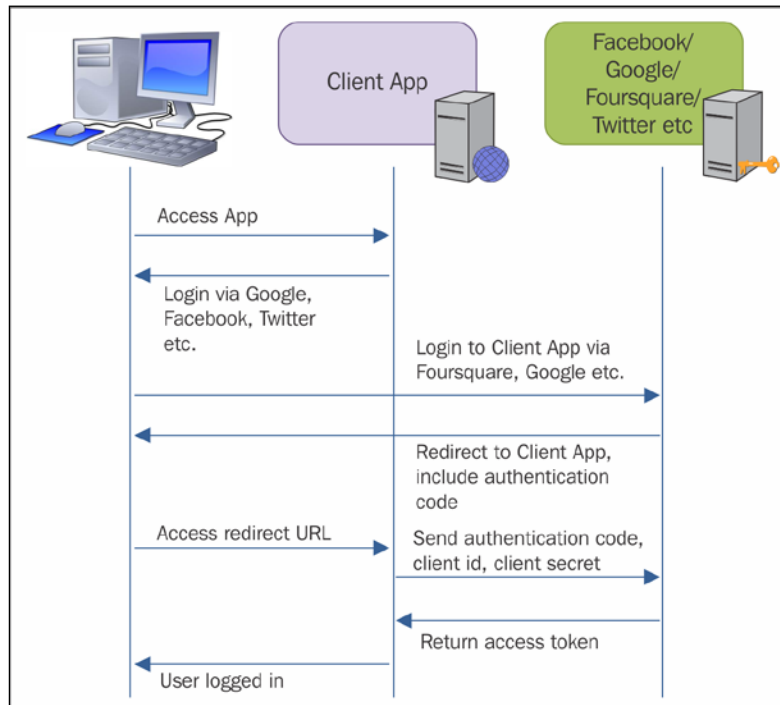 Client App
Facebook/
Google/
Foursquare/
Twitter etc
Access App
Login via Google,
Facebook, Twitter
etc.
Login to Client App via
Foursquare, Google etc.
Redirect to Client App,
include authentication
code
Access redirect URL
Send authentication code,
client id, client secret
Return access token
User logged in